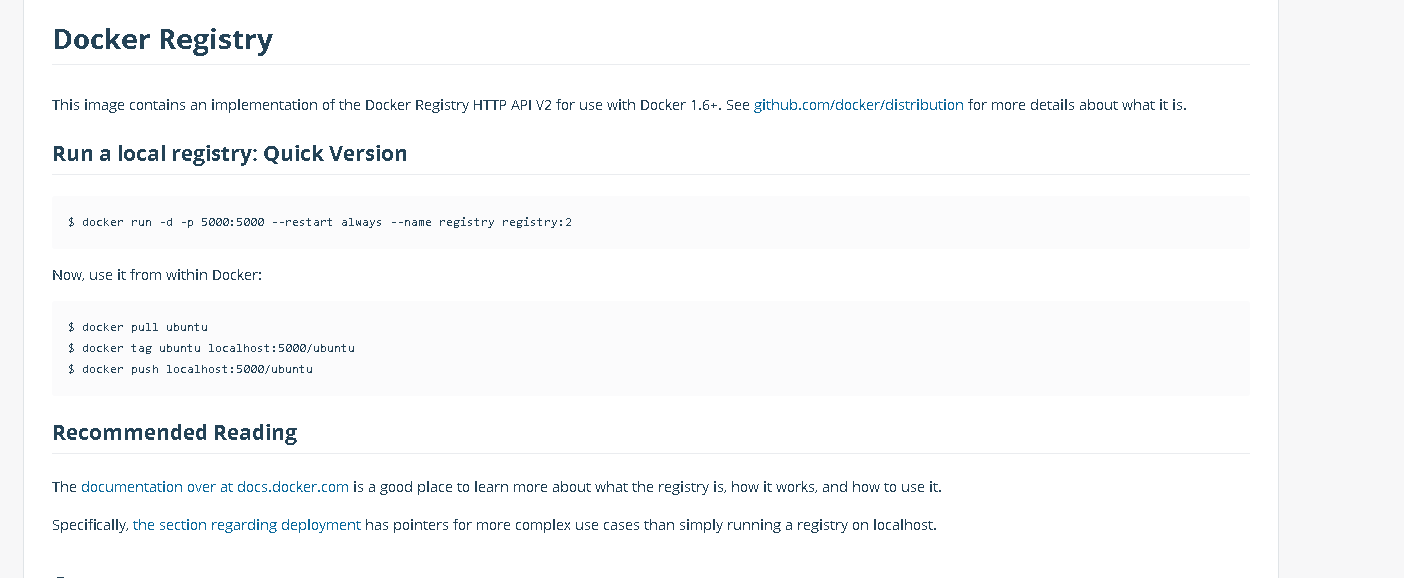 Docker Registry
This image contains an implementation of the Docker Registry HTTP API V2 for use with Docker 1.6+. See github.com/docker/distribution for more details about what it is.
Run a local registry: Quick Version
$ docker run -d -p 5000:5000 --restart always --name registry registry:2
Now, use it from within Docker:
$ docker pull ubuntu
$ docker tag ubuntu localhost:5000/ubuntu
$ docker push localhost:5000/ubuntu
Recommended Reading
The documentation over at docs.docker.com is a good place to learn more about what the registry is, how it works, and how to use it.
Specifically, the section regarding deployment has pointers for more complex use cases than simply running a registry on localhost.